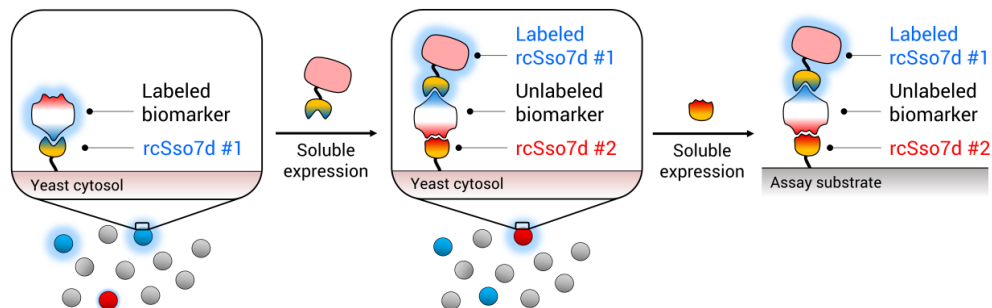 Labeled
biomarker
rcSso7d #1
Yeast cytosol
Soluble
expression
Labeled
rcSso7d #1
Unlabeled
biomarker
rcSso7d #2
Yeast cytosol
Soluble
expression
Labeled
rcSso7d #1
Unlabeled
biomarker
rcSso7d #2
Assay substrate